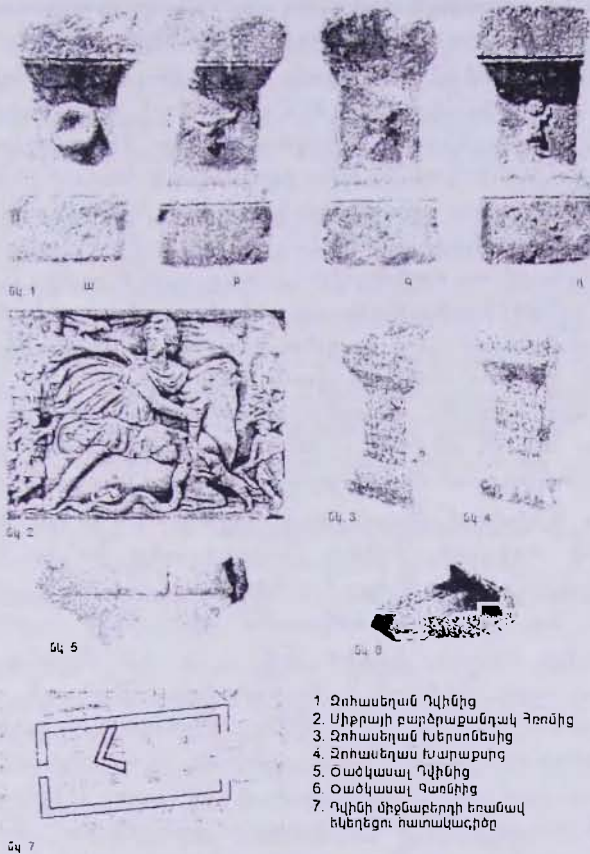 նկ. 1 ա բ գ դ
նկ. 2 նկ. 3. նկ. 4
նկ. 5 նկ. 6
1. Զոհասեղան Դվինից
2. Միթրայի բարձրաքանդակ Հռոմից
3. Զոհասեղան Խերսոնեսից
4. Զոհասեղան Խարաքսից
5. Ծածկասալ Դվինից
6. Ծածկասալ Գառնիից
7. Դվինի միջնաբերդի եռանավ
եկեղեցու հատակագիծը
նկ 7